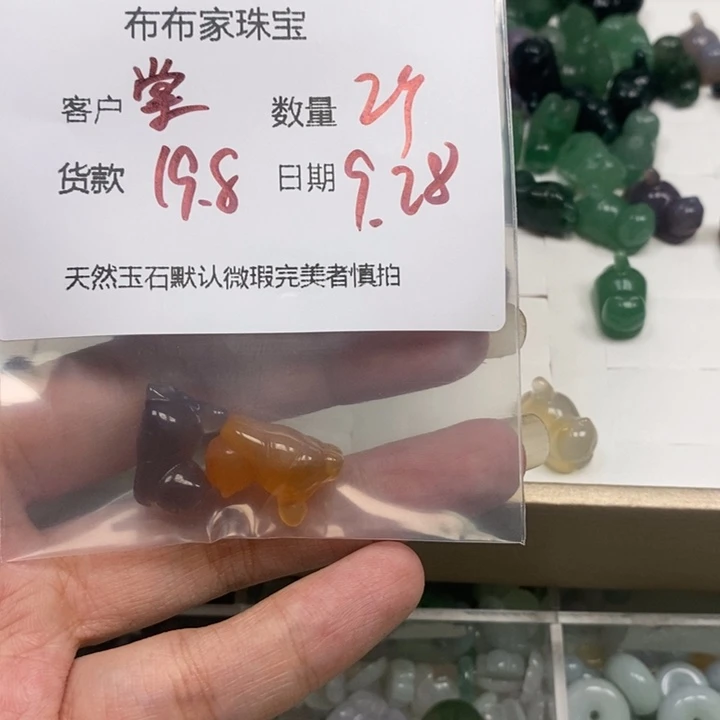 布布家珠宝
客户 学 数量 2个
货款 19.8 日期 9.28
天然玉石默认微瑕完美者慎拍